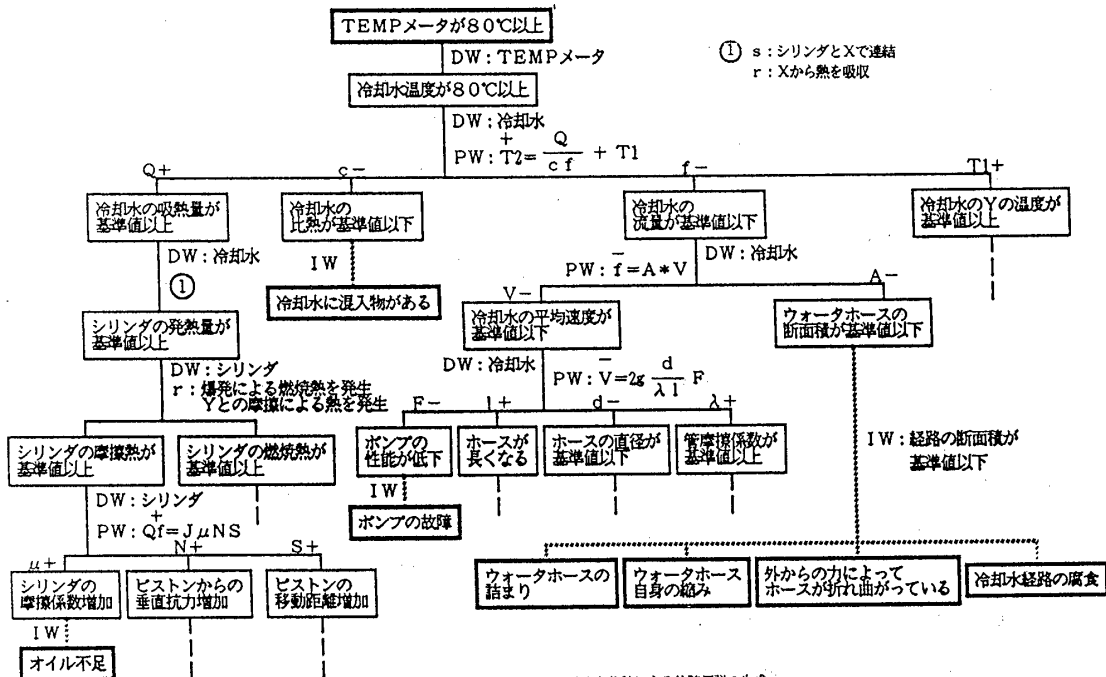 TEMPメータが80℃以上
① s：シリンダとXで連結
r：Xから熱を吸収
DW：TEMPメータ
冷却水温度が80℃以上
DW：冷却水
+
PW：T2= Q / c f + T1
Q+
c−
f−
T1+
冷却水の吸熱量が
基準値以上
冷却水の
比熱が基準値以下
冷却水の
流量が基準値以下
冷却水のYの温度が
基準値以上
DW：冷却水
IW
DW：冷却水
①
−
PW：f=A*V
冷却水に混入物がある
V−
A−
シリンダの発熱量が
基準値以上
冷却水の平均速度が
基準値以下
ウォータホースの
断面積が基準値以下
DW：シリンダ
r：爆発による燃焼熱を発生
Yとの摩擦による熱を発生
DW：冷却水
−
PW：V=2g d / λ l F
F−
l+
d−
λ+
シリンダの摩擦熱が
基準値以上
シリンダの燃焼熱が
基準値以上
ポンプの
性能が低下
ホースが
長くなる
ホースの直径が
基準値以下
管摩擦係数が
基準値以上
IW：経路の断面積が
基準値以下
DW：シリンダ
+
PW：Qf=JμNS
IW
ポンプの故障
μ+
N+
S+
シリンダの
摩擦係数増加
ピストンからの
垂直抗力増加
ピストンの
移動距離増加
ウォータホースの
詰まり
ウォータホース
自身の縮み
外からの力によって
ホースが折れ曲がっている
冷却水経路の腐食
IW
オイル不足